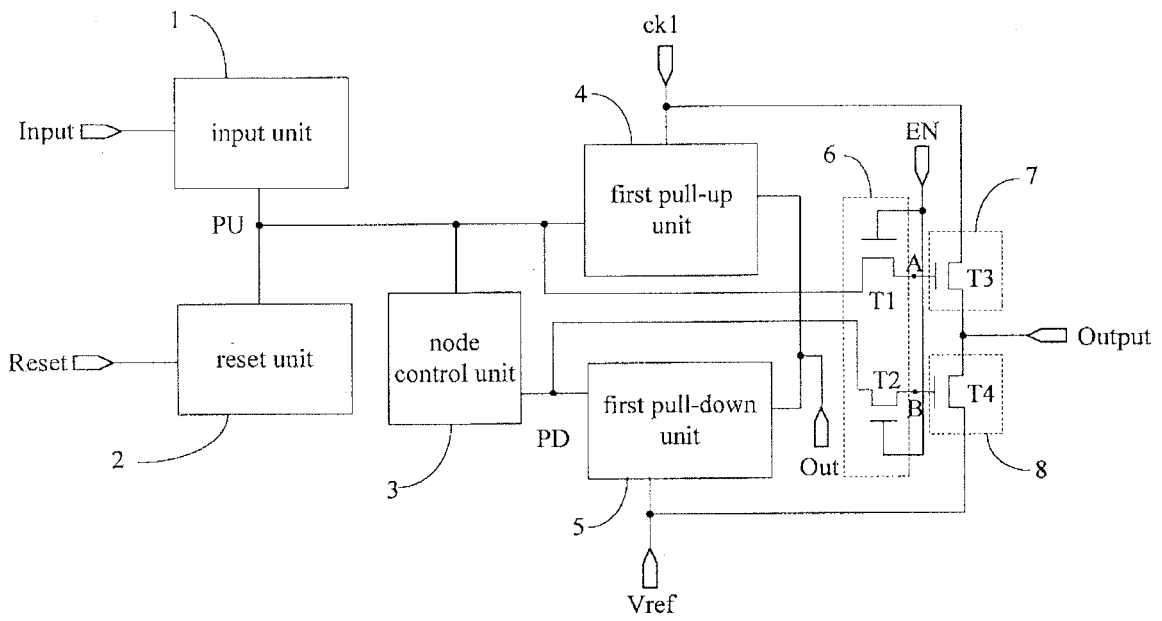 1
ck1
4
Input
input unit
EN
6
7
first pull-up
unit
PU
A
T3
T1
Output
Reset
reset unit
node
control unit
T2
first pull-down
unit
B
T4
PD
2
Out
3
8
5
Vref